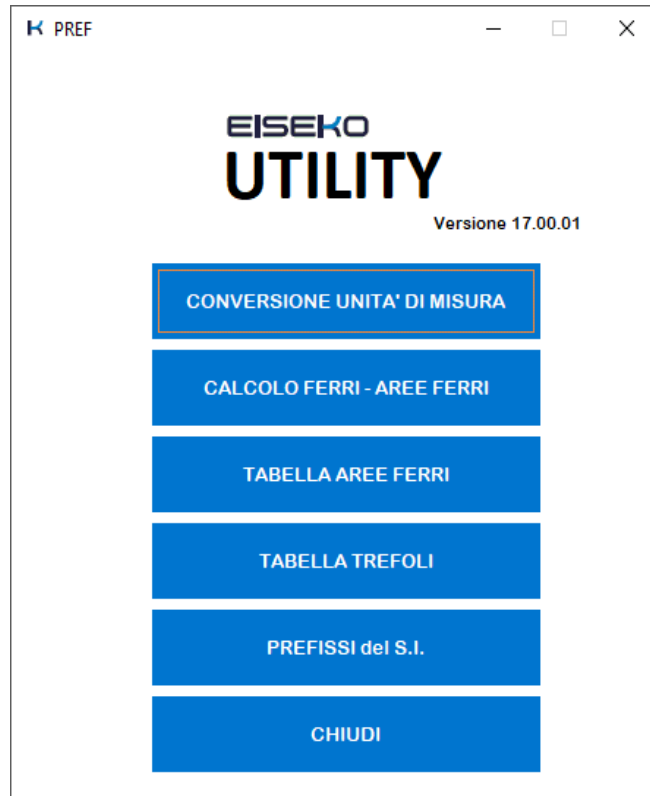 PREF
EISEKO
UTILITY
Versione 17.00.01
CONVERSIONE UNITA' DI MISURA
CALCOLO FERRI - AREE FERRI
TABELLA AREE FERRI
TABELLA TREFOLI
PREFISSI del S.I.
CHIUDI